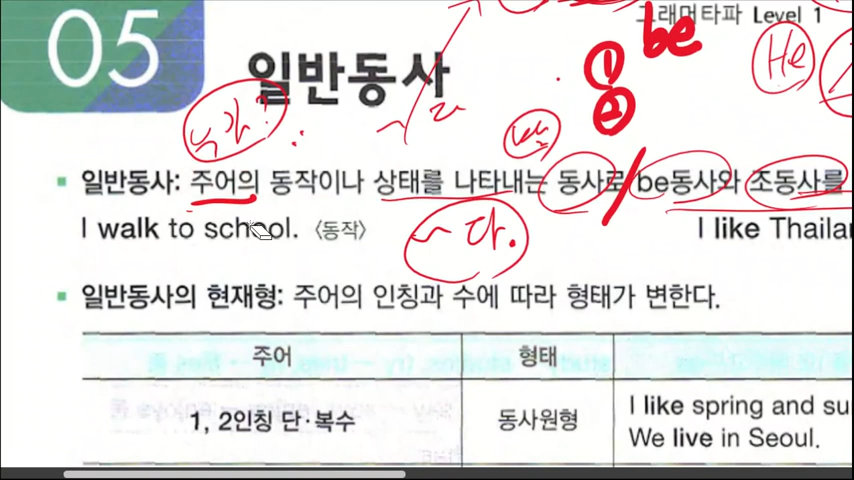 그래머타파 Level 1
05
일반동사
be
①
②
He
누가?
일반동사: 주어의 동작이나 상태를 나타내는 동사로 be동사와 조동사를
I walk to school. 〈동작〉
~다.
I like Thailan
일반동사의 현재형: 주어의 인칭과 수에 따라 형태가 변한다.
주어
형태
1, 2인칭 단·복수
동사원형
I like spring and su
We live in Seoul.